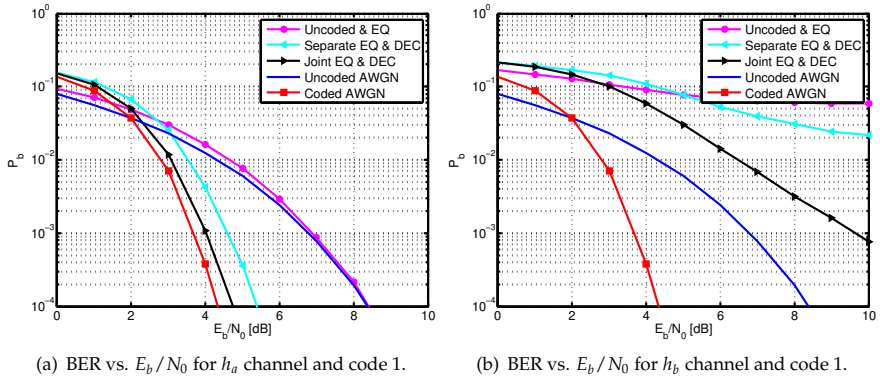 Uncoded & EQ
Separate EQ & DEC
Joint EQ & DEC
Uncoded AWGN
Coded AWGN
P_b
10^0
10^-1
10^-2
10^-3
10^-4
0 2 4 6 8 10
E_b/N_0 [dB]
(a) BER vs. E_b/N_0 for h_a channel and code 1.
Uncoded & EQ
Separate EQ & DEC
Joint EQ & DEC
Uncoded AWGN
Coded AWGN
P_b
10^0
10^-1
10^-2
10^-3
10^-4
0 2 4 6 8 10
E_b/N_0 [dB]
(b) BER vs. E_b/N_0 for h_b channel and code 1.